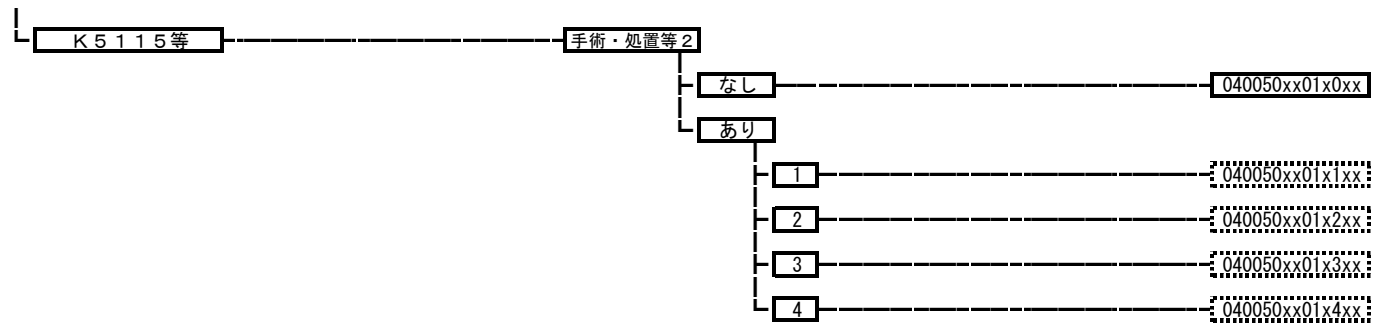 Ｋ５１１５等 手術・処置等２
なし 040050xx01x0xx
あり
1 040050xx01x1xx
2 040050xx01x2xx
3 040050xx01x3xx
4 040050xx01x4xx